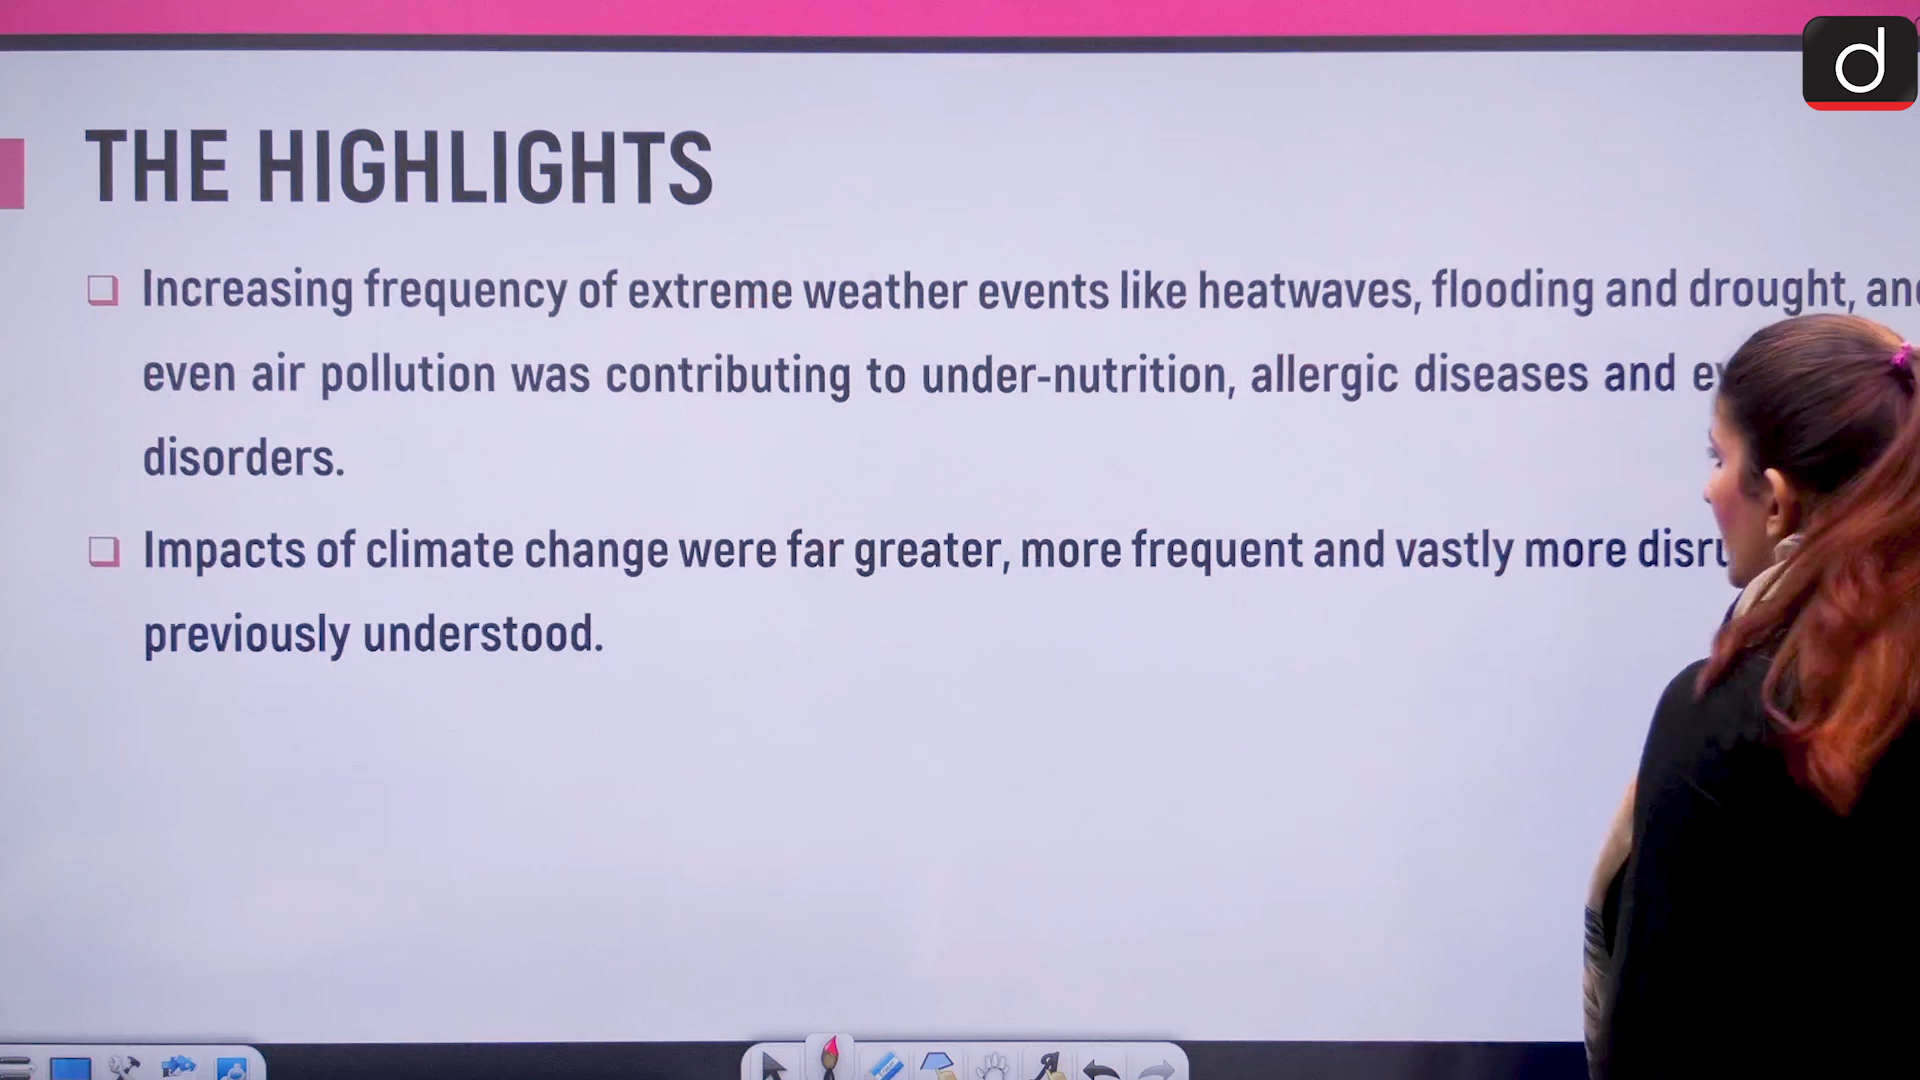 d
THE HIGHLIGHTS
Increasing frequency of extreme weather events like heatwaves, flooding and drought,
even air pollution was contributing to under-nutrition, allergic diseases and
disorders.
Impacts of climate change were far greater, more frequent and vastly more
previously understood.